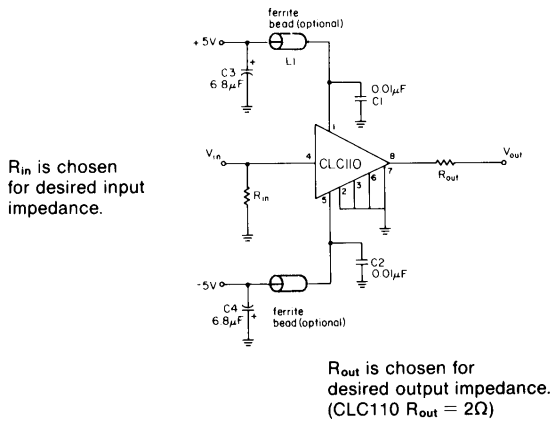 ferrite
bead (optional)
+5V
L1
C3
+
6.8µF
0.01µF
C1
1
Vin
4
CLC110
8
Vout
Rin
5
2
3
6
7
Rout
Rin is chosen
for desired input
impedance.
C2
0.01µF
-5V
C4
6.8µF
+
ferrite
bead (optional)
Rout is chosen for
desired output impedance.
(CLC110 Rout = 2Ω)